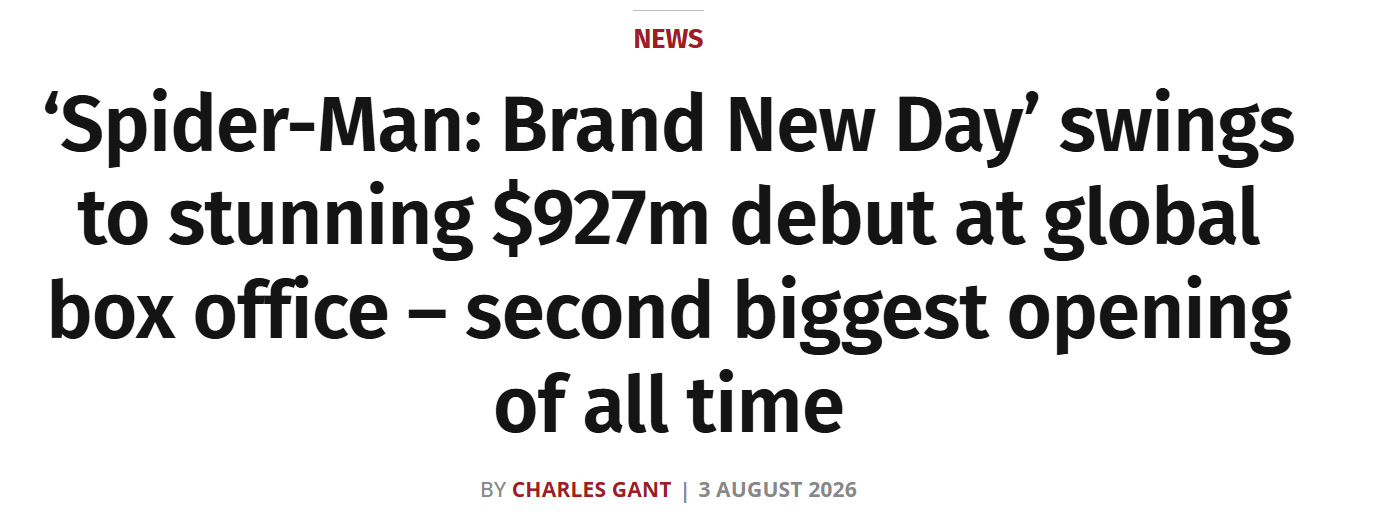 NEWS
‘Spider-Man: Brand New Day’ swings
to stunning $927m debut at global
box office – second biggest opening
of all time
BY CHARLES GANT | 3 AUGUST 2026